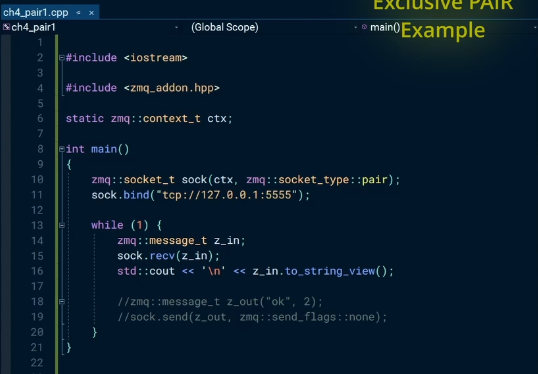 Exclusive PAIR
Example
ch4_pair1.cpp
ch4_pair1 (Global Scope) main()
1
2 #include <iostream>
3
4 #include <zmq_addon.hpp>
5
6 static zmq::context_t ctx;
7
8 int main()
9 {
10 zmq::socket_t sock(ctx, zmq::socket_type::pair);
11 sock.bind("tcp://127.0.0.1:5555");
12
13 while (1) {
14 zmq::message_t z_in;
15 sock.recv(z_in);
16 std::cout << '\n' << z_in.to_string_view();
17
18 //zmq::message_t z_out("ok", 2);
19 //sock.send(z_out, zmq::send_flags::none);
20 }
21 }
22